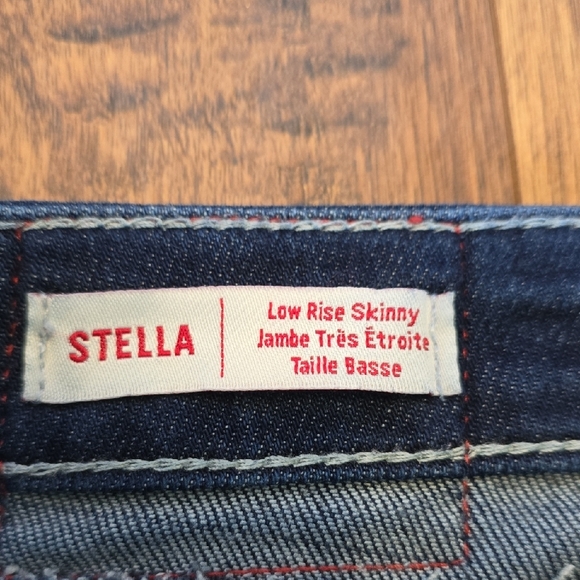 STELLA
Low Rise Skinny
Jambe Très Étroite
Taille Basse